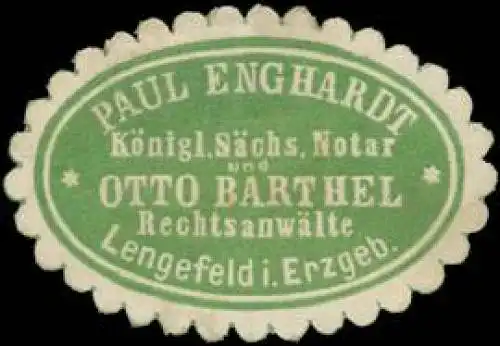 PAUL ENGHARDT
Königl. Sächs. Notar
und
OTTO BARTHEL
Rechtsanwälte
Lengefeld i. Erzgeb.